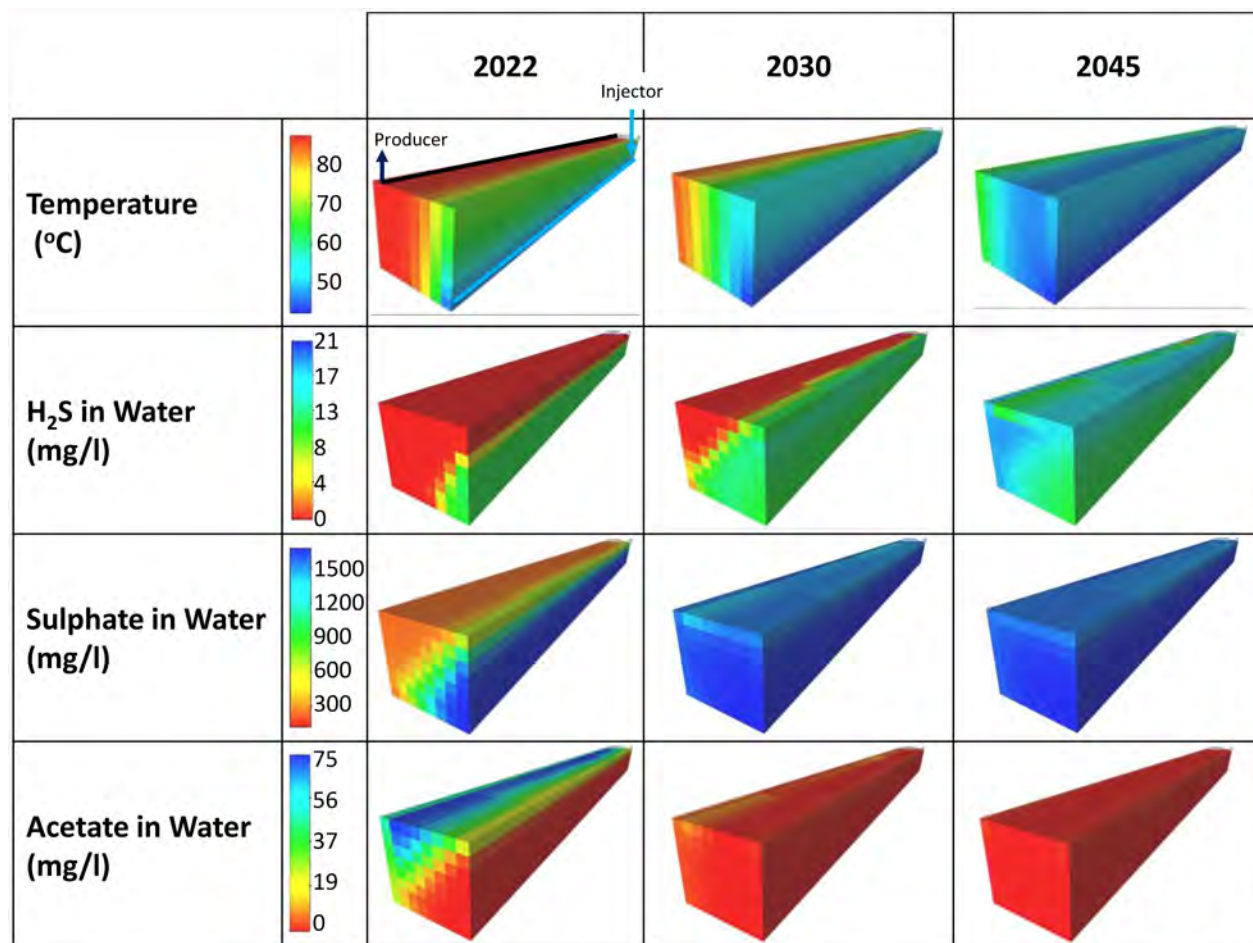 2022
2030
2045
Injector
Producer
Temperature
(°C)
80
70
60
50
H₂S in Water
(mg/l)
21
17
13
8
4
0
Sulphate in Water
(mg/l)
1500
1200
900
600
300
Acetate in Water
(mg/l)
75
56
37
19
0